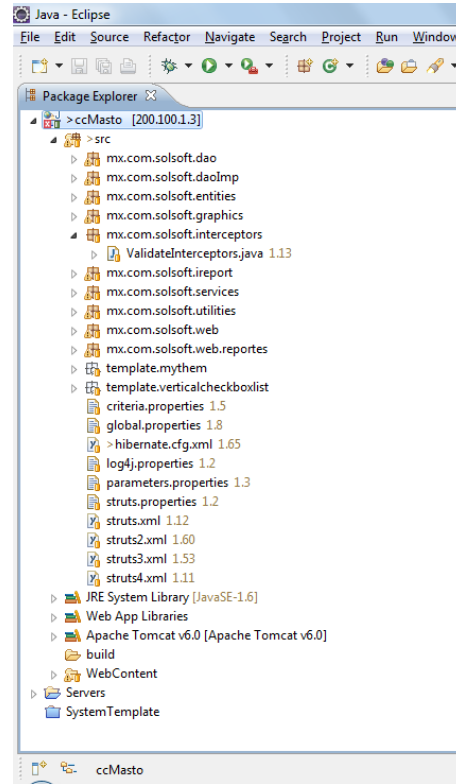 Java - Eclipse
File Edit Source Refactor Navigate Search Project Run Window
Package Explorer
>ccMasto [200.100.1.3]
>src
mx.com.solsoft.dao
mx.com.solsoft.daoImp
mx.com.solsoft.entities
mx.com.solsoft.graphics
mx.com.solsoft.interceptors
ValidateInterceptors.java 1.13
mx.com.solsoft.ireport
mx.com.solsoft.services
mx.com.solsoft.utilities
mx.com.solsoft.web
mx.com.solsoft.web.reportes
template.mythem
template.verticalcheckboxlist
criteria.properties 1.5
global.properties 1.8
>hibernate.cfg.xml 1.65
log4j.properties 1.2
parameters.properties 1.3
struts.properties 1.2
struts.xml 1.12
struts2.xml 1.60
struts3.xml 1.53
struts4.xml 1.11
JRE System Library [JavaSE-1.6]
Web App Libraries
Apache Tomcat v6.0 [Apache Tomcat v6.0]
build
WebContent
Servers
SystemTemplate
ccMasto